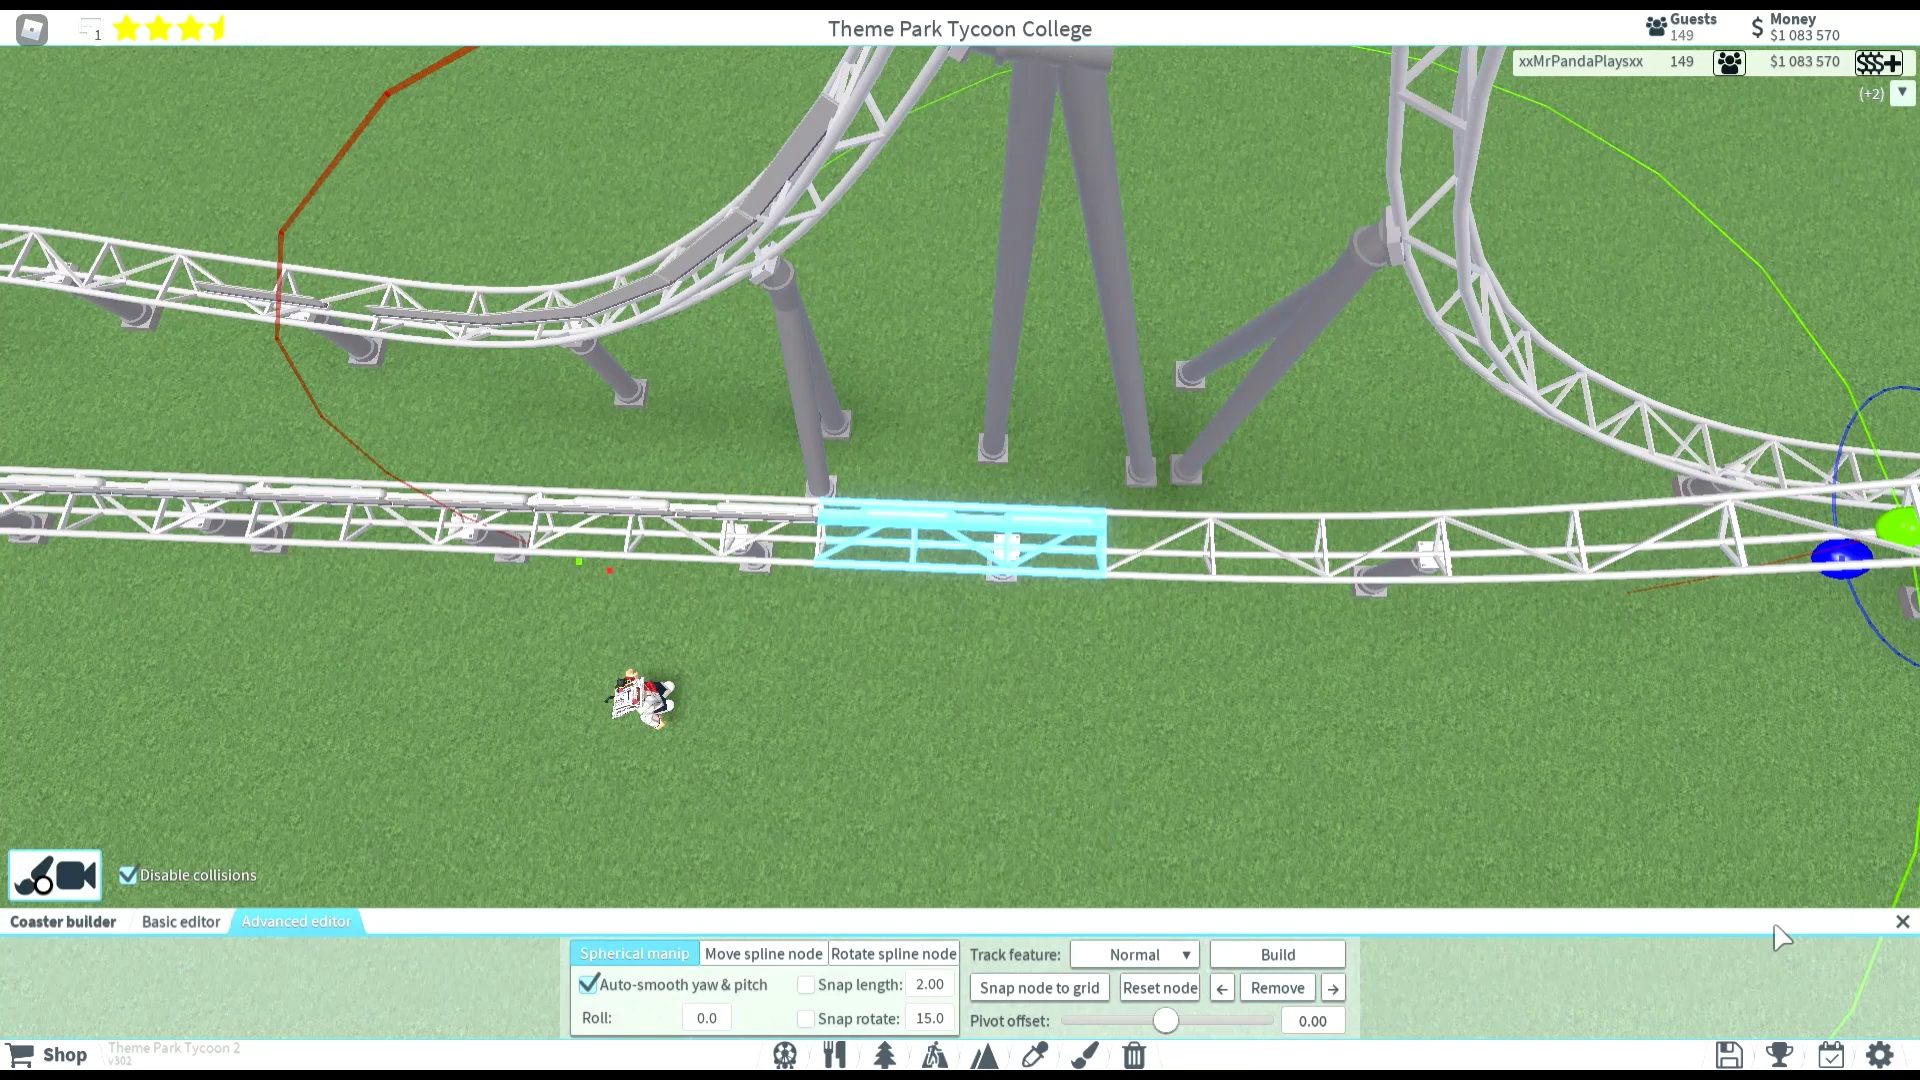 1
Theme Park Tycoon College
Guests
149
$ Money
$1 083 570
xxMrPandaPlaysxx 149 $1 083 570 $$$+
(+2) ▼
Disable collisions
Coaster builder Basic editor Advanced editor
Spherical manip Move spline node Rotate spline node
Track feature: Normal ▼ Build
Auto-smooth yaw & pitch Snap length: 2.00
Snap node to grid Reset node ← Remove →
Roll: 0.0 Snap rotate: 15.0
Pivot offset: 0.00
Shop
Theme Park Tycoon 2
v302